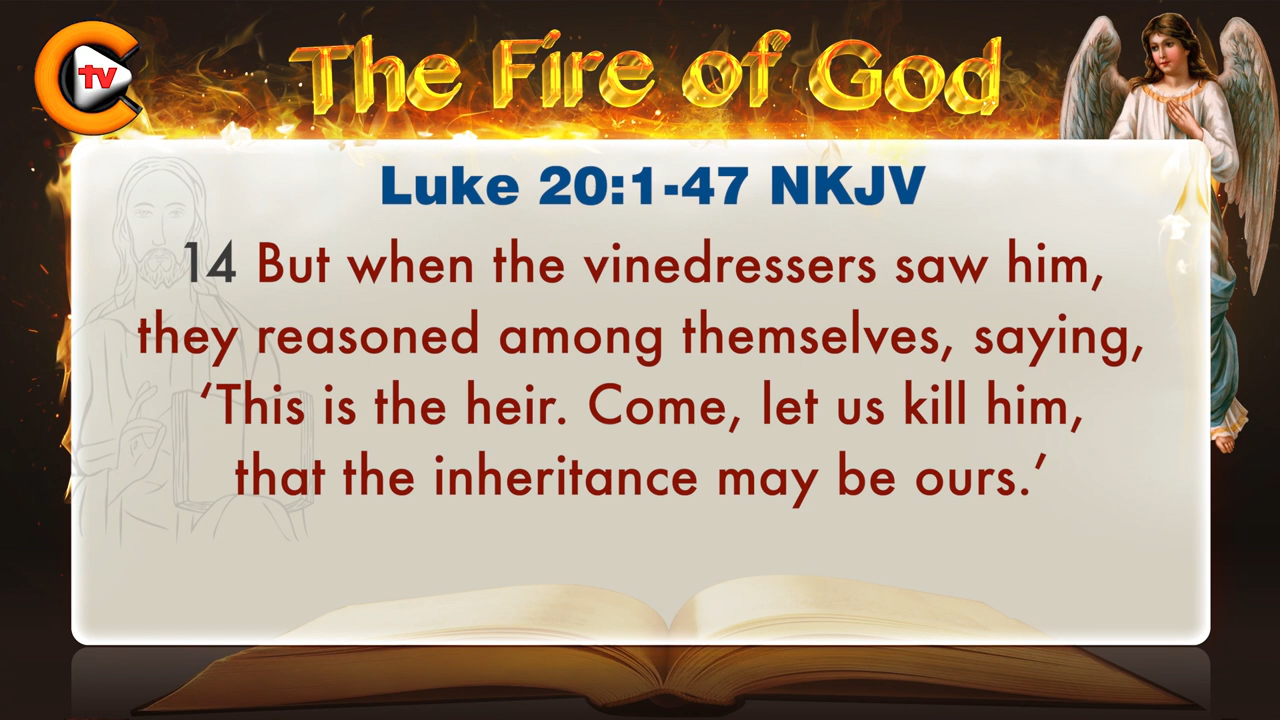 tv
The Fire of God
Luke 20:1-47 NKJV
14 But when the vinedressers saw him,
they reasoned among themselves, saying,
‘This is the heir. Come, let us kill him,
that the inheritance may be ours.’